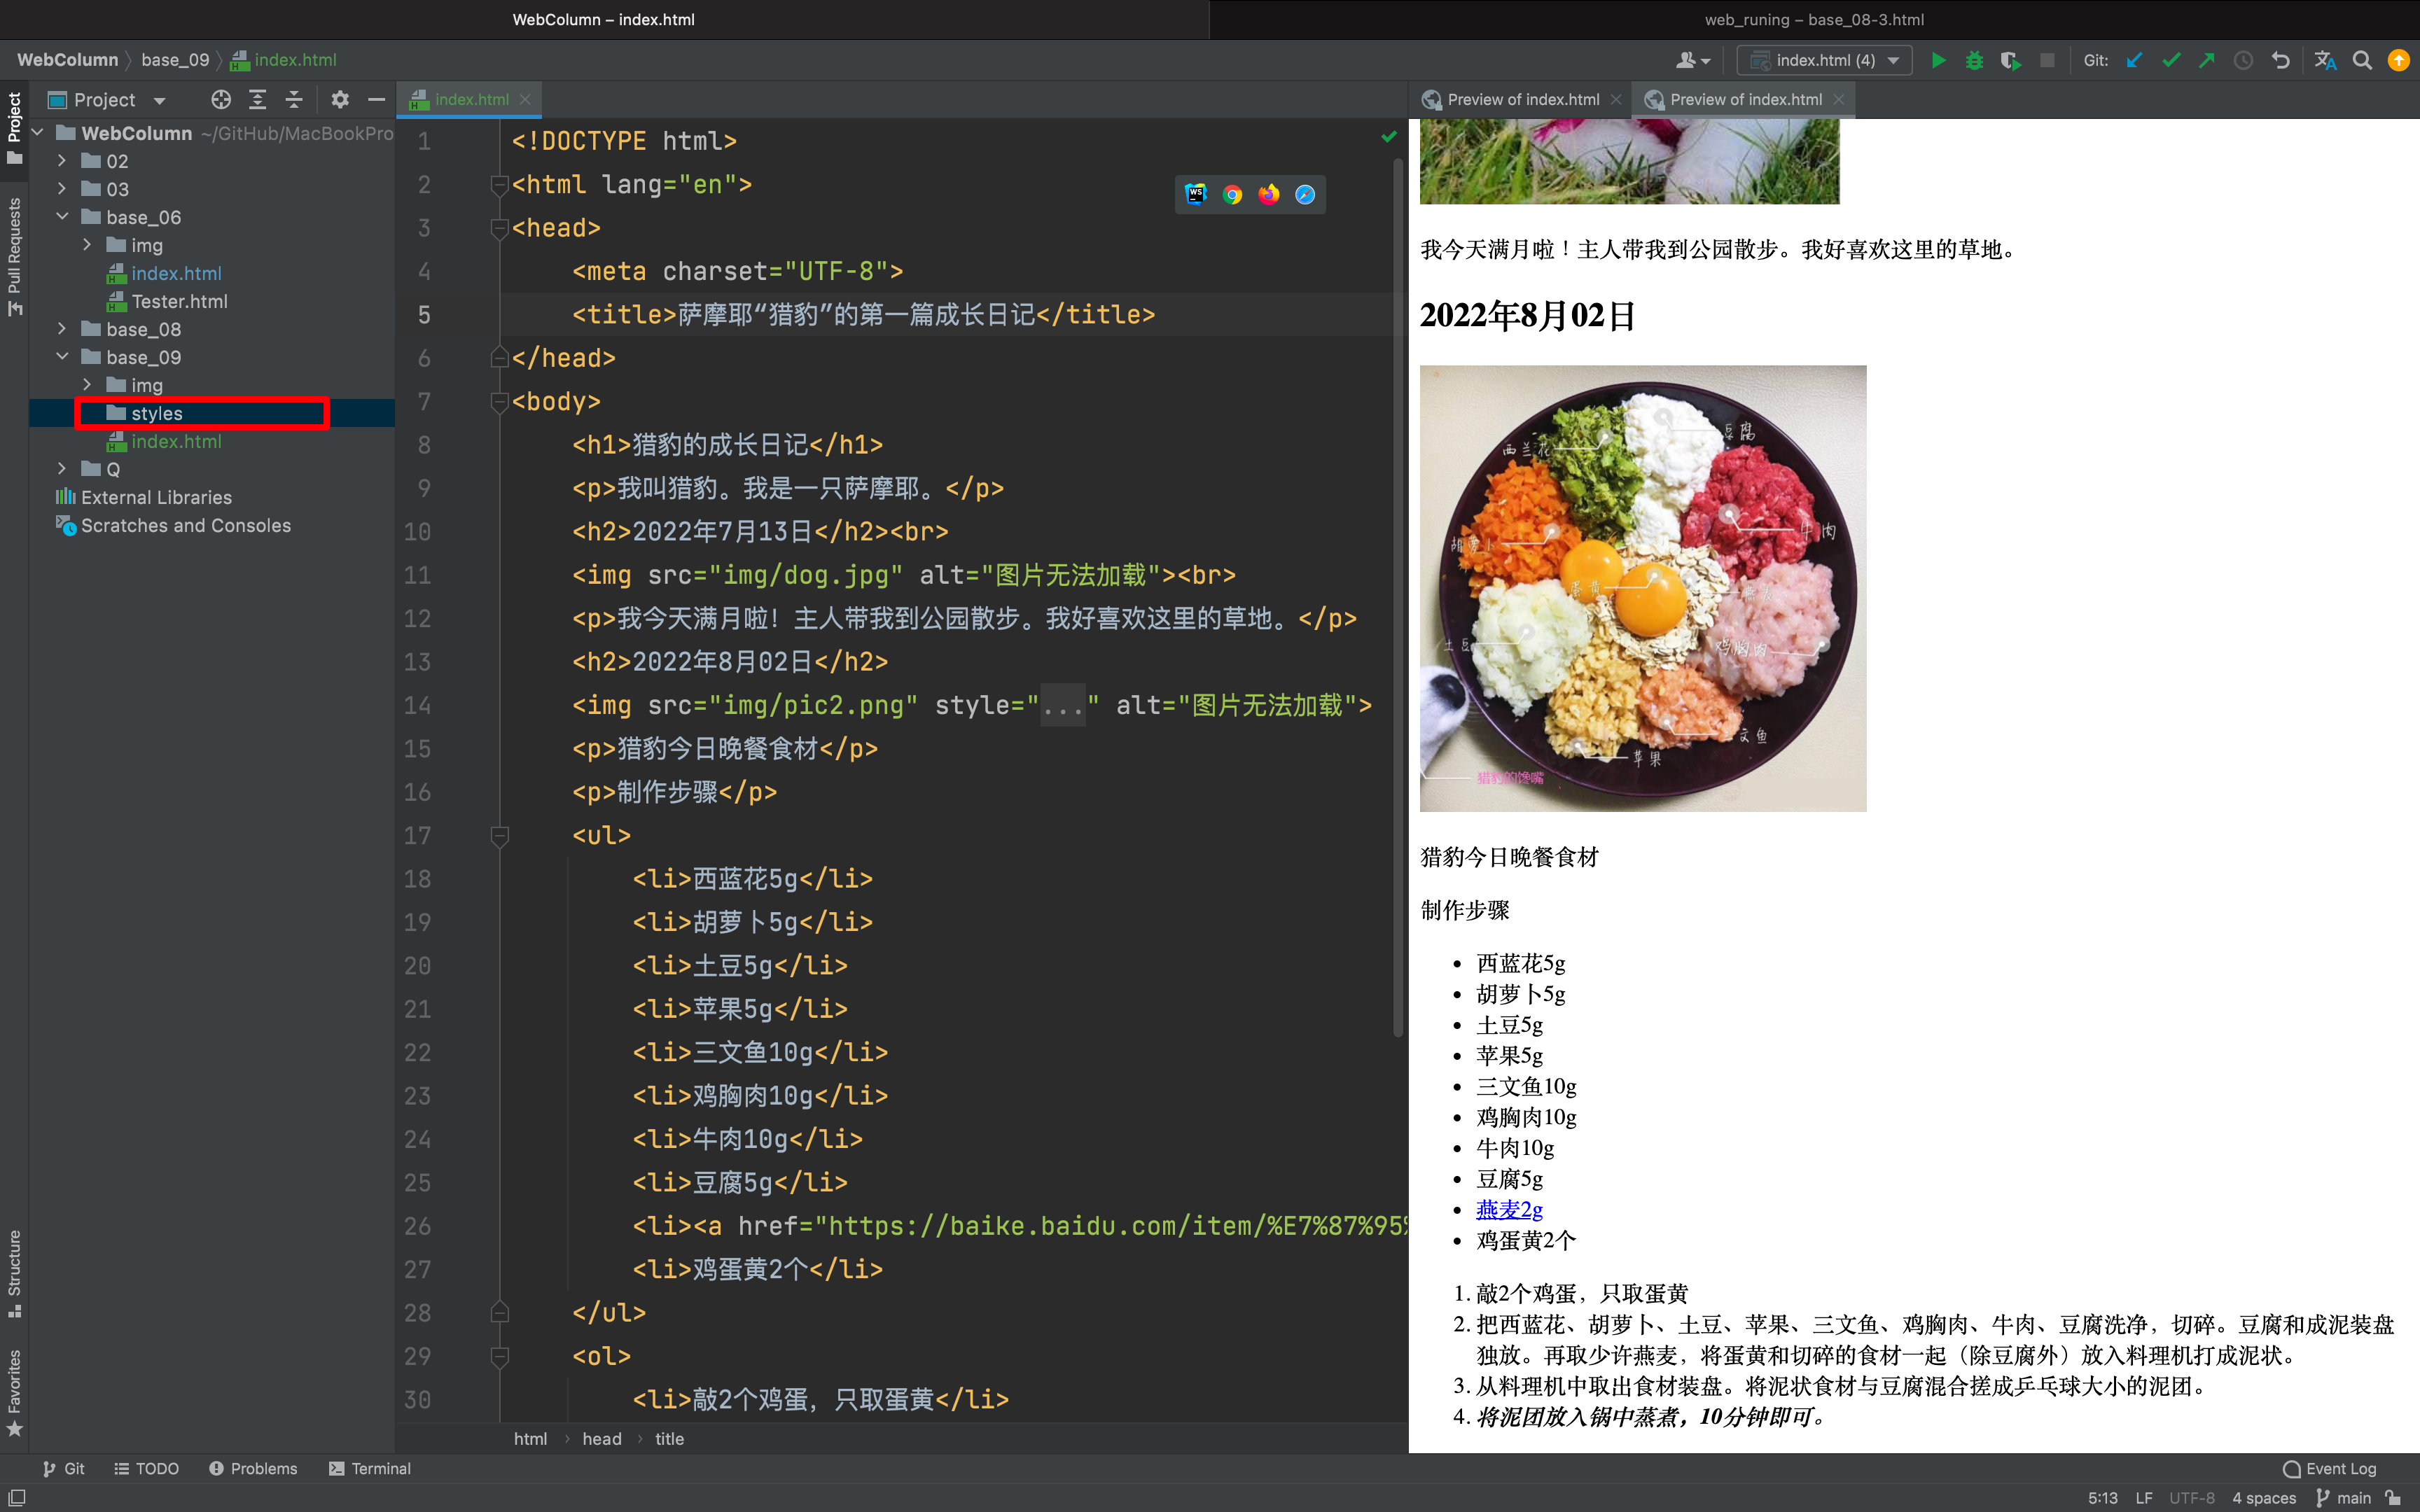 WebColumn – index.html
web_runing – base_08-3.html
WebColumn
base_09
index.html
index.html (4)
Git:
Project
index.html
Preview of index.html
Preview of index.html
Project
Pull Requests
Structure
Favorites
WebColumn ~/GitHub/MacBookPro
02
03
base_06
img
index.html
Tester.html
base_08
base_09
img
styles
index.html
Q
External Libraries
Scratches and Consoles
1 <!DOCTYPE html>
2 <html lang="en">
3 <head>
4 <meta charset="UTF-8">
5 <title>萨摩耶“猎豹”的第一篇成长日记</title>
6 </head>
7 <body>
8 <h1>猎豹的成长日记</h1>
9 <p>我叫猎豹。我是一只萨摩耶。</p>
10 <h2>2022年7月13日</h2><br>
11 <img src="img/dog.jpg" alt="图片无法加载"><br>
12 <p>我今天满月啦！主人带我到公园散步。我好喜欢这里的草地。</p>
13 <h2>2022年8月02日</h2>
14 <img src="img/pic2.png" style="..." alt="图片无法加载">
15 <p>猎豹今日晚餐食材</p>
16 <p>制作步骤</p>
17 <ul>
18 <li>西蓝花5g</li>
19 <li>胡萝卜5g</li>
20 <li>土豆5g</li>
21 <li>苹果5g</li>
22 <li>三文鱼10g</li>
23 <li>鸡胸肉10g</li>
24 <li>牛肉10g</li>
25 <li>豆腐5g</li>
26 <li><a href="https://baike.baidu.com/item/%E7%87%95%
27 <li>鸡蛋黄2个</li>
28 </ul>
29 <ol>
30 <li>敲2个鸡蛋，只取蛋黄</li>
html
head
title
我今天满月啦！主人带我到公园散步。我好喜欢这里的草地。
2022年8月02日
西兰花
豆腐
牛肉
胡萝卜
蛋黄
土豆
鸡胸肉
三文鱼
苹果
猎豹的馋嘴
猎豹今日晚餐食材
制作步骤
• 西蓝花5g
• 胡萝卜5g
• 土豆5g
• 苹果5g
• 三文鱼10g
• 鸡胸肉10g
• 牛肉10g
• 豆腐5g
• 燕麦2g
• 鸡蛋黄2个
1. 敲2个鸡蛋，只取蛋黄
2. 把西蓝花、胡萝卜、土豆、苹果、三文鱼、鸡胸肉、牛肉、豆腐洗净，切碎。豆腐和成泥装盘
独放。再取少许燕麦，将蛋黄和切碎的食材一起（除豆腐外）放入料理机打成泥状。
3. 从料理机中取出食材装盘。将泥状食材与豆腐混合搓成乒乓球大小的泥团。
4. 将泥团放入锅中蒸煮，10分钟即可。
Git
TODO
Problems
Terminal
Event Log
5:13
LF
UTF-8
4 spaces
main